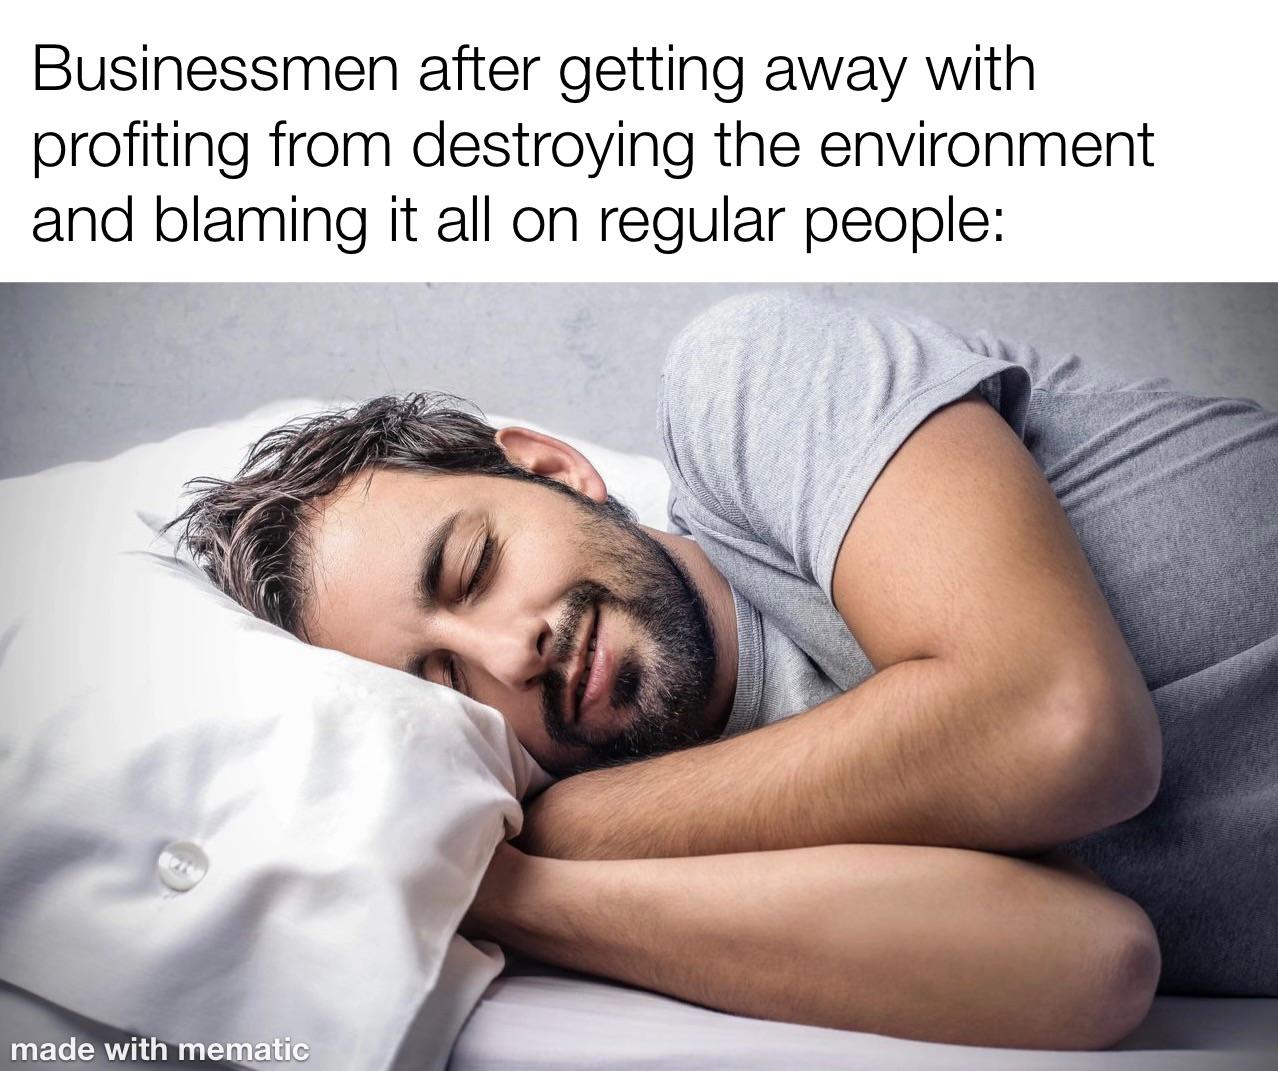 Businessmen after getting away with
profiting from destroying the environment
and blaming it all on regular people:
made with mematic